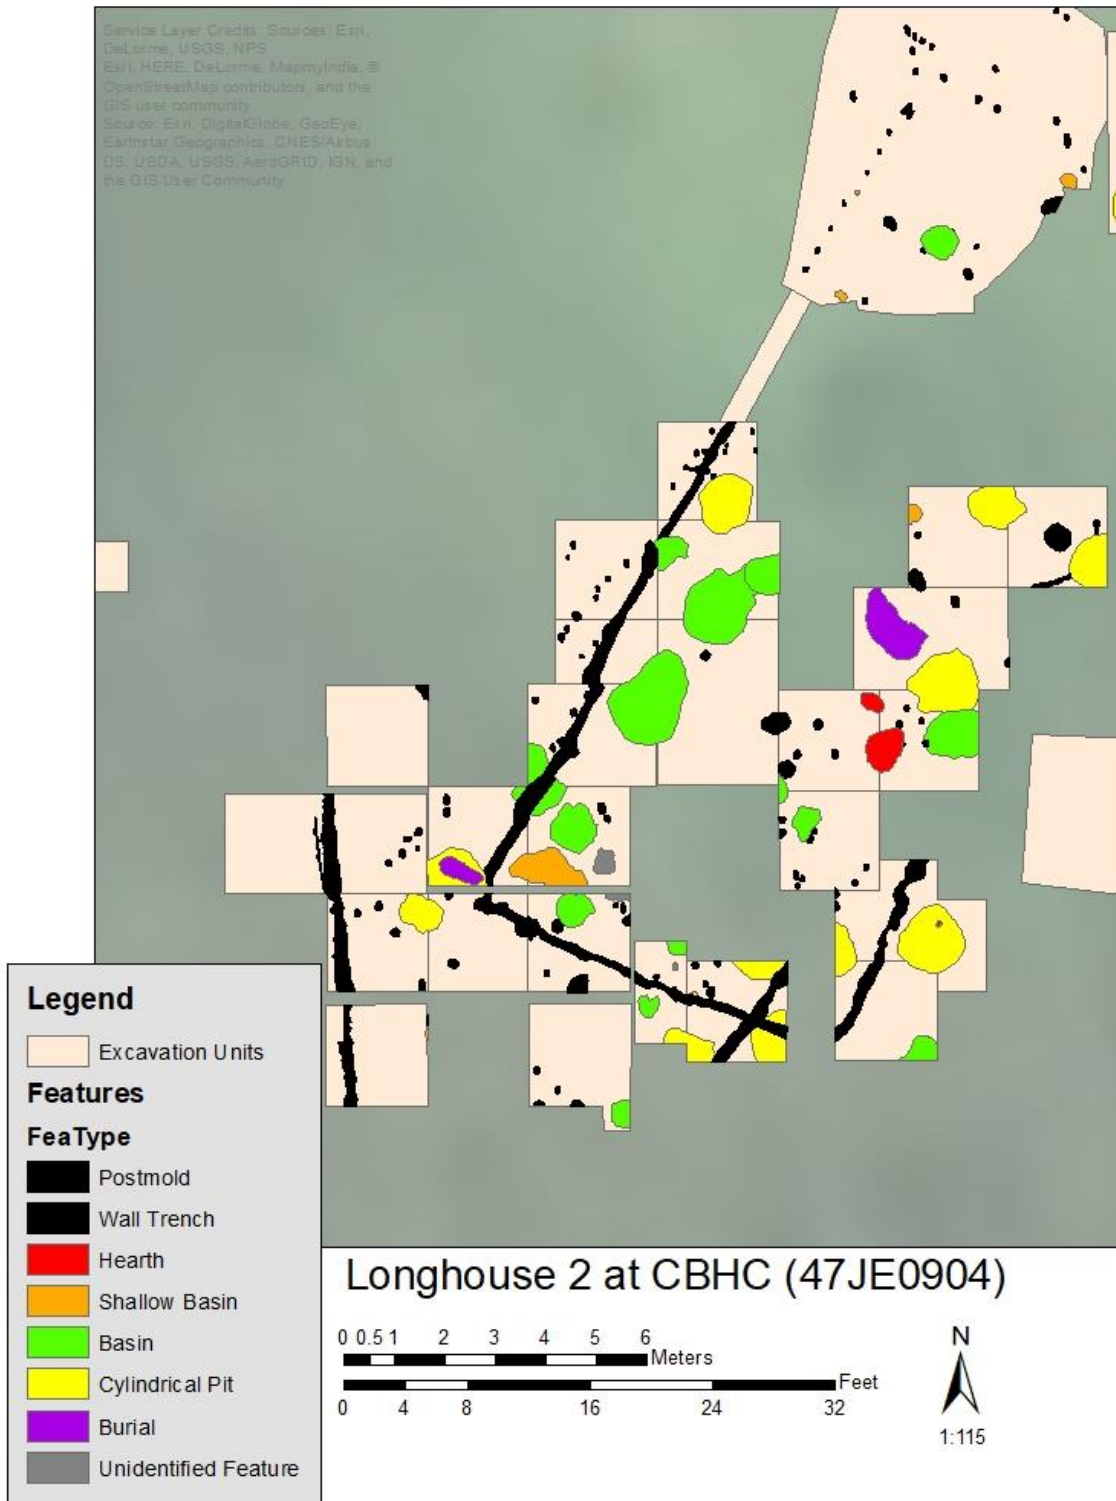 Service Layer Credits: Sources: Esri,
DeLorme, USGS, NPS
Esri, HERE, DeLorme, MapmyIndia, ©
OpenStreetMap contributors, and the
GIS user community
Source: Esri, DigitalGlobe, GeoEye,
Earthstar Geographics, CNES/Airbus
DS, USDA, USGS, AeroGRID, IGN, and
the GIS User Community
Legend
Excavation Units
Features
FeaType
Postmold
Wall Trench
Hearth
Shallow Basin
Basin
Cylindrical Pit
Burial
Unidentified Feature
Longhouse 2 at CBHC (47JE0904)
0 0.5 1 2 3 4 5 6
Meters
Feet
0 4 8 16 24 32
N
1:115